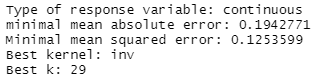 Type of response variable: continuous
minimal mean absolute error: 0.1942771
Minimal mean squared error: 0.1253599
Best kernel: inv
Best k: 29